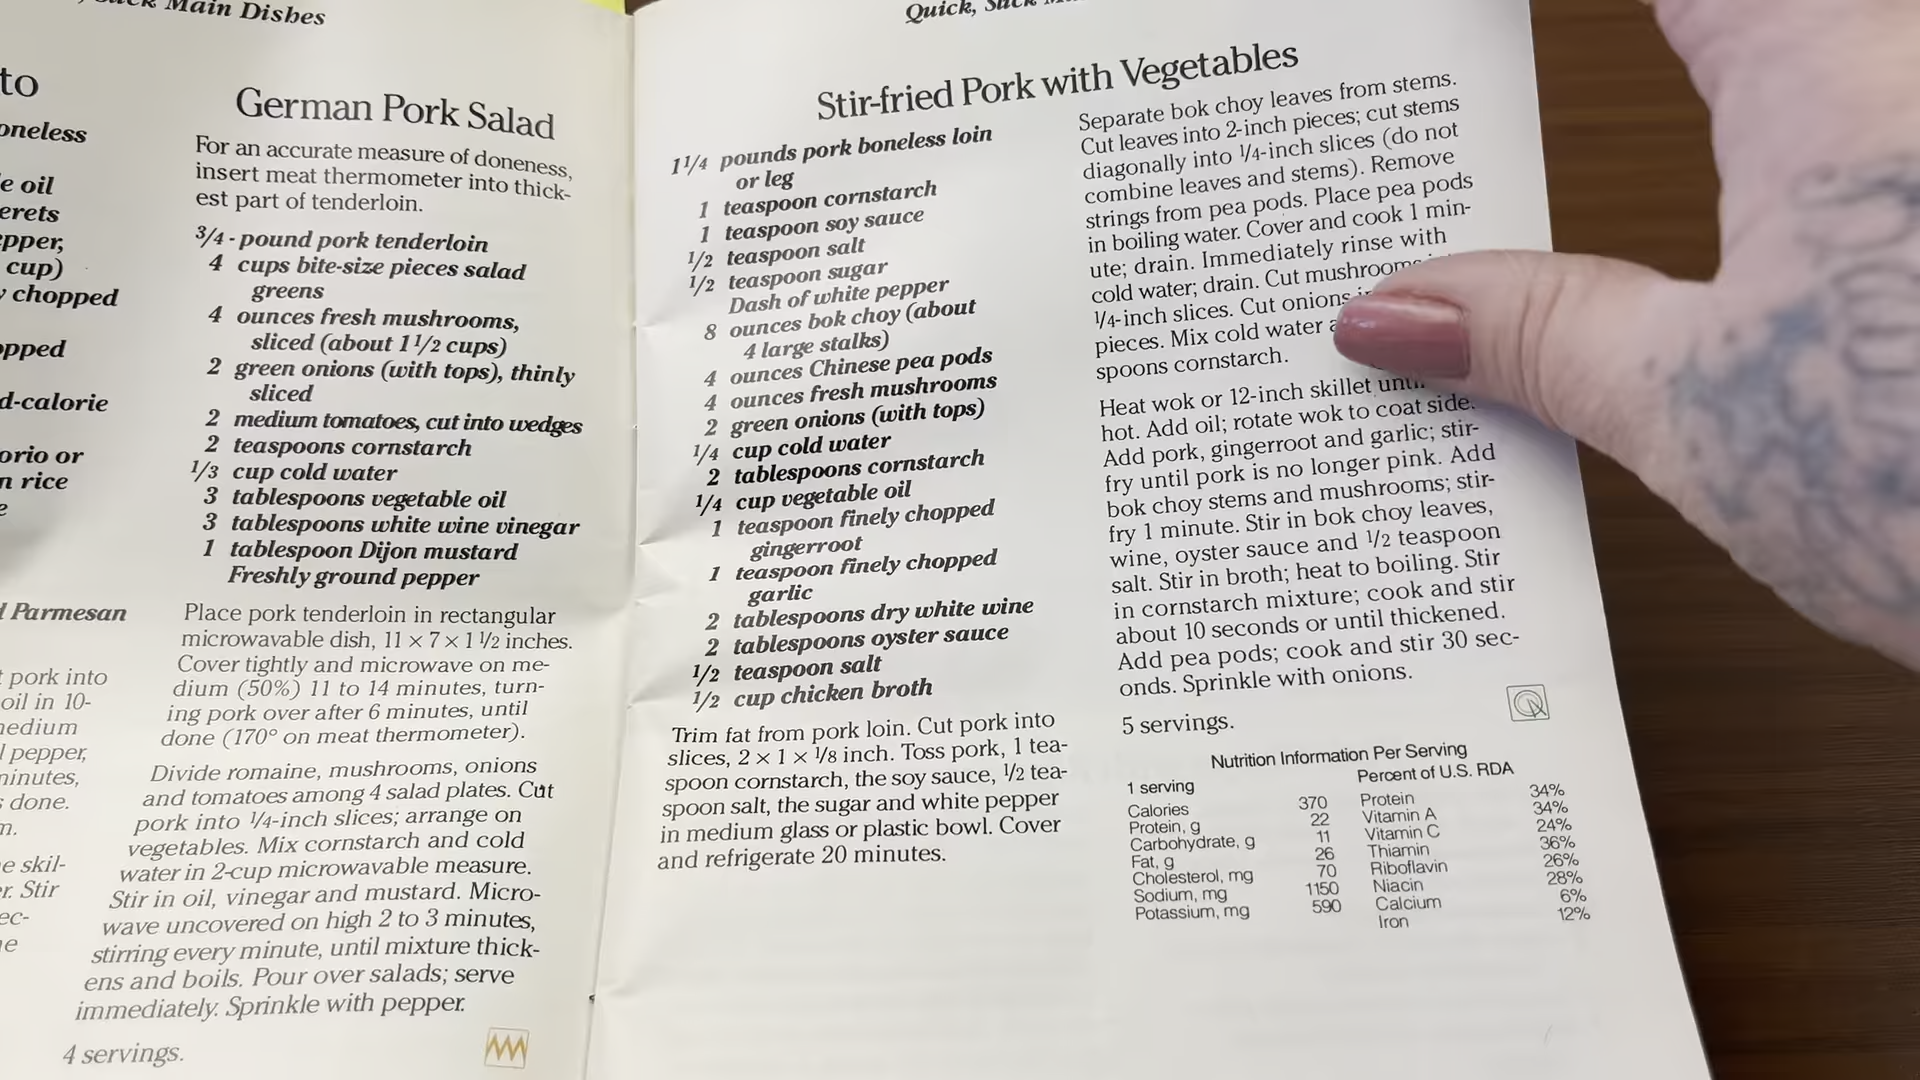 Main Dishes
to
oneless
e oil
erets
pper,
cup)
chopped
opped
d-calorie
orio or
n rice
e
Parmesan
pork into
oil in 10-
medium
pepper,
minutes,
done.
m.
e skil-
r. Stir
ec-
ne
German Pork Salad
For an accurate measure of doneness,
insert meat thermometer into thick-
est part of tenderloin.
3/4-pound pork tenderloin
4 cups bite-size pieces salad
greens
4 ounces fresh mushrooms,
sliced (about 1 1/2 cups)
2 green onions (with tops), thinly
sliced
2 medium tomatoes, cut into wedges
2 teaspoons cornstarch
1/3 cup cold water
3 tablespoons vegetable oil
3 tablespoons white wine vinegar
1 tablespoon Dijon mustard
Freshly ground pepper
Place pork tenderloin in rectangular
microwavable dish, 11 × 7 × 1 1/2 inches.
Cover tightly and microwave on me-
dium (50%) 11 to 14 minutes, turn-
ing pork over after 6 minutes, until
done (170° on meat thermometer).
Divide romaine, mushrooms, onions
and tomatoes among 4 salad plates. Cut
pork into 1/4-inch slices; arrange on
vegetables. Mix cornstarch and cold
water in 2-cup microwavable measure.
Stir in oil, vinegar and mustard. Micro-
wave uncovered on high 2 to 3 minutes,
stirring every minute, until mixture thick-
ens and boils. Pour over salads; serve
immediately. Sprinkle with pepper.
4 servings.
Quick,
Stir-fried Pork with Vegetables
1 1/4 pounds pork boneless loin
or leg
1 teaspoon cornstarch
1 teaspoon soy sauce
1/2 teaspoon salt
1/2 teaspoon sugar
Dash of white pepper
8 ounces bok choy (about
4 large stalks)
4 ounces Chinese pea pods
4 ounces fresh mushrooms
2 green onions (with tops)
1/4 cup cold water
2 tablespoons cornstarch
1/4 cup vegetable oil
1 teaspoon finely chopped
gingerroot
1 teaspoon finely chopped
garlic
2 tablespoons dry white wine
2 tablespoons oyster sauce
1/2 teaspoon salt
1/2 cup chicken broth
Trim fat from pork loin. Cut pork into
slices, 2 × 1 × 1/8 inch. Toss pork, 1 tea-
spoon cornstarch, the soy sauce, 1/2 tea-
spoon salt, the sugar and white pepper
in medium glass or plastic bowl. Cover
and refrigerate 20 minutes.
Separate bok choy leaves from stems.
Cut leaves into 2-inch pieces; cut stems
diagonally into 1/4-inch slices (do not
combine leaves and stems). Remove
strings from pea pods. Place pea pods
in boiling water. Cover and cook 1 min-
ute; drain. Immediately rinse with
cold water; drain. Cut mushrooms
1/4-inch slices. Cut onions
pieces. Mix cold water
spoons cornstarch.
Heat wok or 12-inch skillet until
hot. Add oil; rotate wok to coat side.
Add pork, gingerroot and garlic; stir-
fry until pork is no longer pink. Add
bok choy stems and mushrooms; stir-
fry 1 minute. Stir in bok choy leaves,
wine, oyster sauce and 1/2 teaspoon
salt. Stir in broth; heat to boiling. Stir
in cornstarch mixture; cook and stir
about 10 seconds or until thickened.
Add pea pods; cook and stir 30 sec-
onds. Sprinkle with onions.
5 servings.
Nutrition Information Per Serving
1 serving
Calories 370
Protein, g 22
Carbohydrate, g 11
Fat, g 26
Cholesterol, mg 70
Sodium, mg 1150
Potassium, mg 590
Percent of U.S. RDA
Protein 34%
Vitamin A 34%
Vitamin C 24%
Thiamin 36%
Riboflavin 26%
Niacin 28%
Calcium 6%
Iron 12%